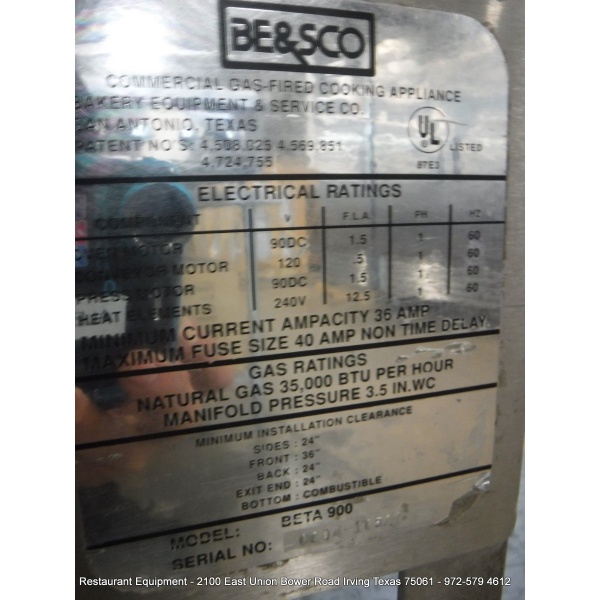 BE&SCO
COMMERCIAL GAS-FIRED COOKING APPLIANCE
BAKERY EQUIPMENT & SERVICE CO.
SAN ANTONIO, TEXAS
PATENT NO'S: 4,508,025 4,569,851
4,724,755
UL
®
LISTED
87E3
ELECTRICAL RATINGS
COMPONENT V F.L.A. PH HZ
MOTOR 90DC 1.5 1 60
CONVEYOR MOTOR 120 .5 1 60
PRESS MOTOR 90DC 1.5 1 60
HEAT ELEMENTS 240V 12.5 1 60
MINIMUM CURRENT AMPACITY 36 AMP
MAXIMUM FUSE SIZE 40 AMP NON TIME DELAY
GAS RATINGS
NATURAL GAS 35,000 BTU PER HOUR
MANIFOLD PRESSURE 3.5 IN.WC
MINIMUM INSTALLATION CLEARANCE
SIDES : 24"
FRONT : 36"
BACK : 24"
EXIT END : 24"
BOTTOM : COMBUSTIBLE
MODEL: BETA 900
SERIAL NO:
Restaurant Equipment - 2100 East Union Bower Road Irving Texas 75061 - 972-579 4612